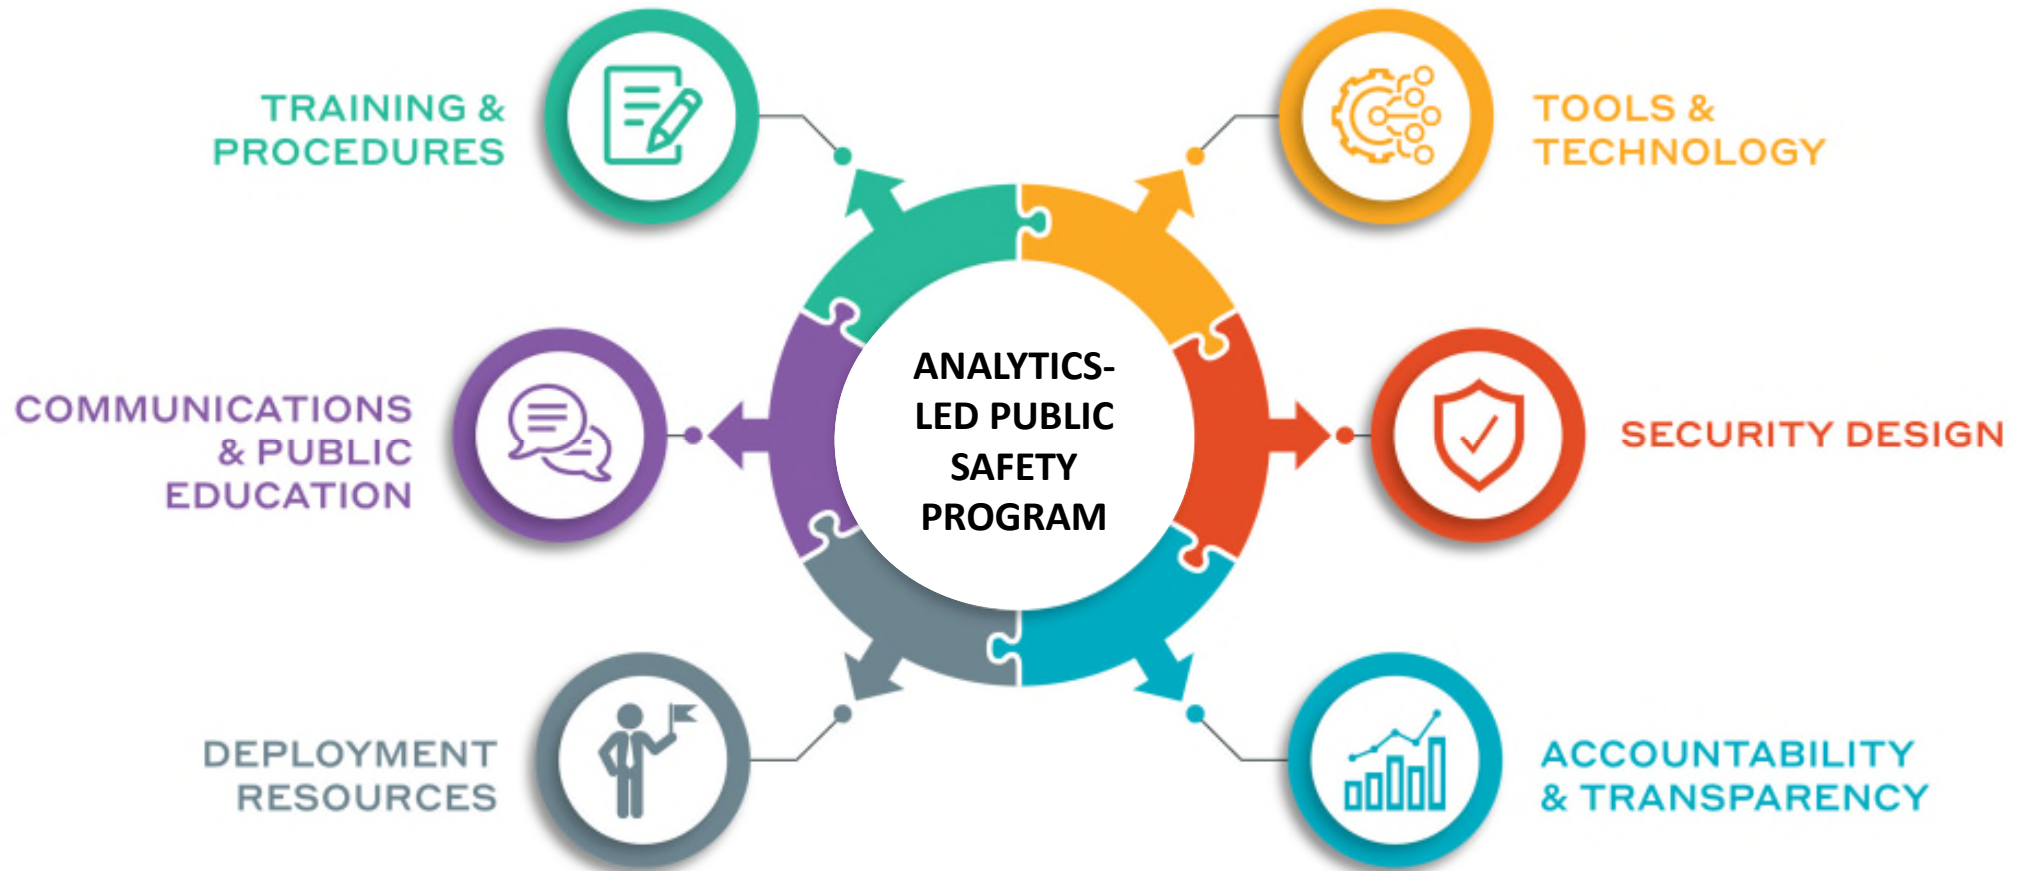 TRAINING &
PROCEDURES
TOOLS &
TECHNOLOGY
COMMUNICATIONS
& PUBLIC
EDUCATION
ANALYTICS-
LED PUBLIC
SAFETY
PROGRAM
SECURITY DESIGN
DEPLOYMENT
RESOURCES
ACCOUNTABILITY
& TRANSPARENCY